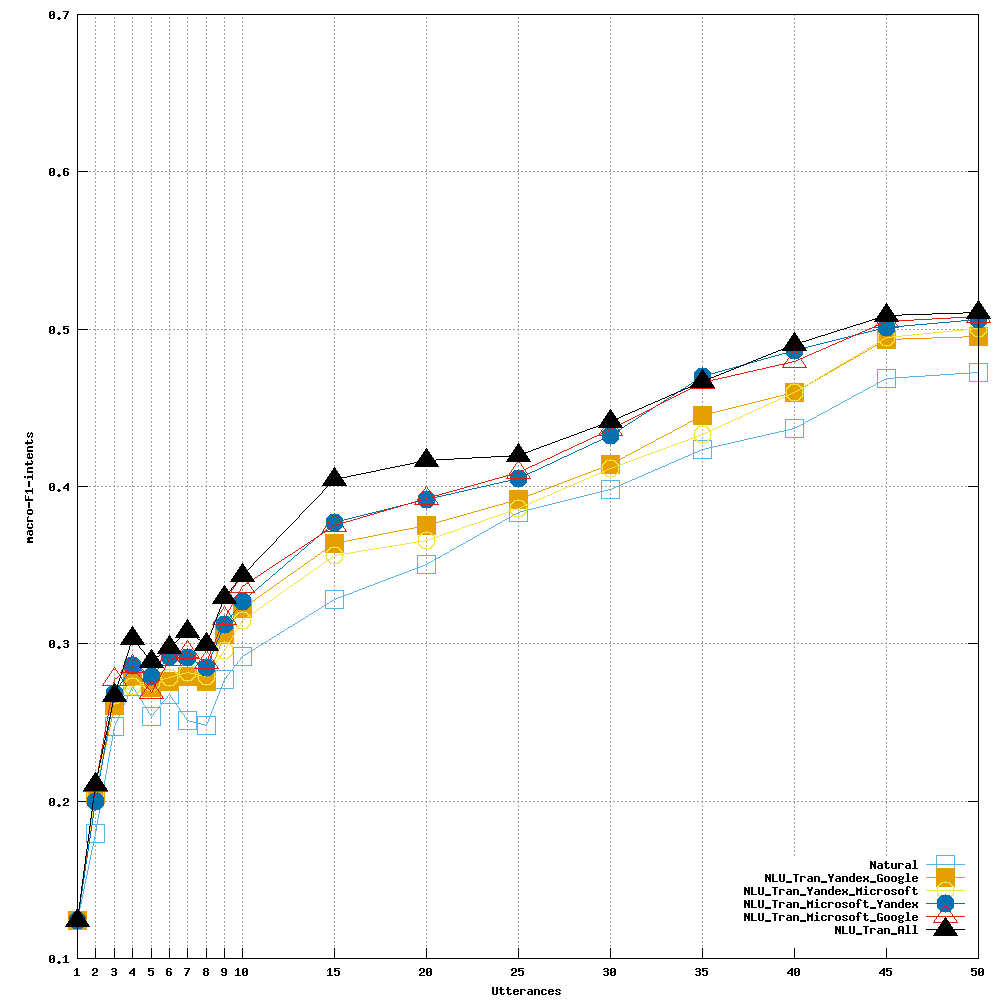 0.7
0.6
0.5
0.4
0.3
0.2
0.1
Macro-F1-intents
Natural
NLU_Tran_Yandex_Google
NLU_Tran_Yandex_Microsoft
NLU_Tran_Microsoft_Yandex
NLU_Tran_Microsoft_Google
NLU_Tran_All
1 2 3 4 5 6 7 8 9 10 15 20 25 30 35 40 45 50
Utterances